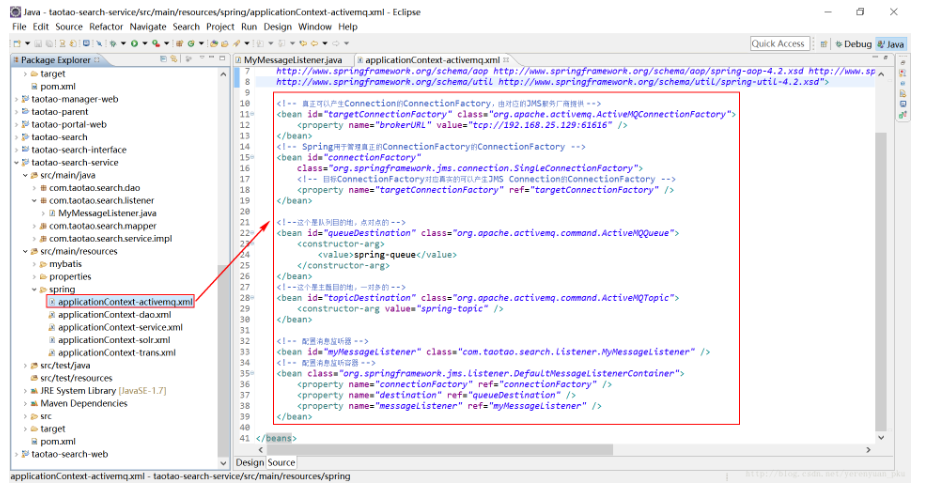 Java - taotao-search-service/src/main/resources/spring/applicationContext-activemq.xml - Eclipse
File Edit Source Refactor Navigate Search Project Run Design Window Help
Quick Access
Debug
Java
Package Explorer
target
pom.xml
taotao-manager-web
taotao-parent
taotao-portal-web
taotao-search
taotao-search-interface
taotao-search-service
src/main/java
com.taotao.search.dao
com.taotao.search.listener
MyMessageListener.java
com.taotao.search.mapper
com.taotao.search.service.impl
src/main/resources
mybatis
properties
spring
applicationContext-activemq.xml
applicationContext-dao.xml
applicationContext-service.xml
applicationContext-solr.xml
applicationContext-trans.xml
src/test/java
src/test/resources
JRE System Library [JavaSE-1.7]
Maven Dependencies
src
target
pom.xml
taotao-search-web
MyMessageListener.java
applicationContext-activemq.xml
7 http://www.springframework.org/schema/aop http://www.springframework.org/schema/aop/spring-aop-4.2.xsd http://www.sp
8 http://www.springframework.org/schema/util http://www.springframework.org/schema/util/spring-util-4.2.xsd">
9
10 <!-- 真正可以产生Connection的ConnectionFactory，由对应的JMS服务厂商提供 -->
11 <bean id="targetConnectionFactory" class="org.apache.activemq.ActiveMQConnectionFactory">
12 <property name="brokerURL" value="tcp://192.168.25.129:61616" />
13 </bean>
14 <!-- Spring用于管理真正的ConnectionFactory的ConnectionFactory -->
15 <bean id="connectionFactory"
16 class="org.springframework.jms.connection.SingleConnectionFactory">
17 <!-- 目标ConnectionFactory对应真实的可以产生JMS Connection的ConnectionFactory -->
18 <property name="targetConnectionFactory" ref="targetConnectionFactory" />
19 </bean>
20
21 <!--这个是队列目的地，点对点的 -->
22 <bean id="queueDestination" class="org.apache.activemq.command.ActiveMQQueue">
23 <constructor-arg>
24 <value>spring-queue</value>
25 </constructor-arg>
26 </bean>
27 <!--这个是主题目的地，一对多的 -->
28 <bean id="topicDestination" class="org.apache.activemq.command.ActiveMQTopic">
29 <constructor-arg value="spring-topic" />
30 </bean>
31
32 <!-- 配置消息监听器 -->
33 <bean id="myMessageListener" class="com.taotao.search.listener.MyMessageListener" />
34 <!-- 配置消息监听容器 -->
35 <bean class="org.springframework.jms.listener.DefaultMessageListenerContainer">
36 <property name="connectionFactory" ref="connectionFactory" />
37 <property name="destination" ref="queueDestination" />
38 <property name="messageListener" ref="myMessageListener" />
39 </bean>
40
41 </beans>
Design Source
applicationContext-activemq.xml - taotao-search-service/src/main/resources/spring